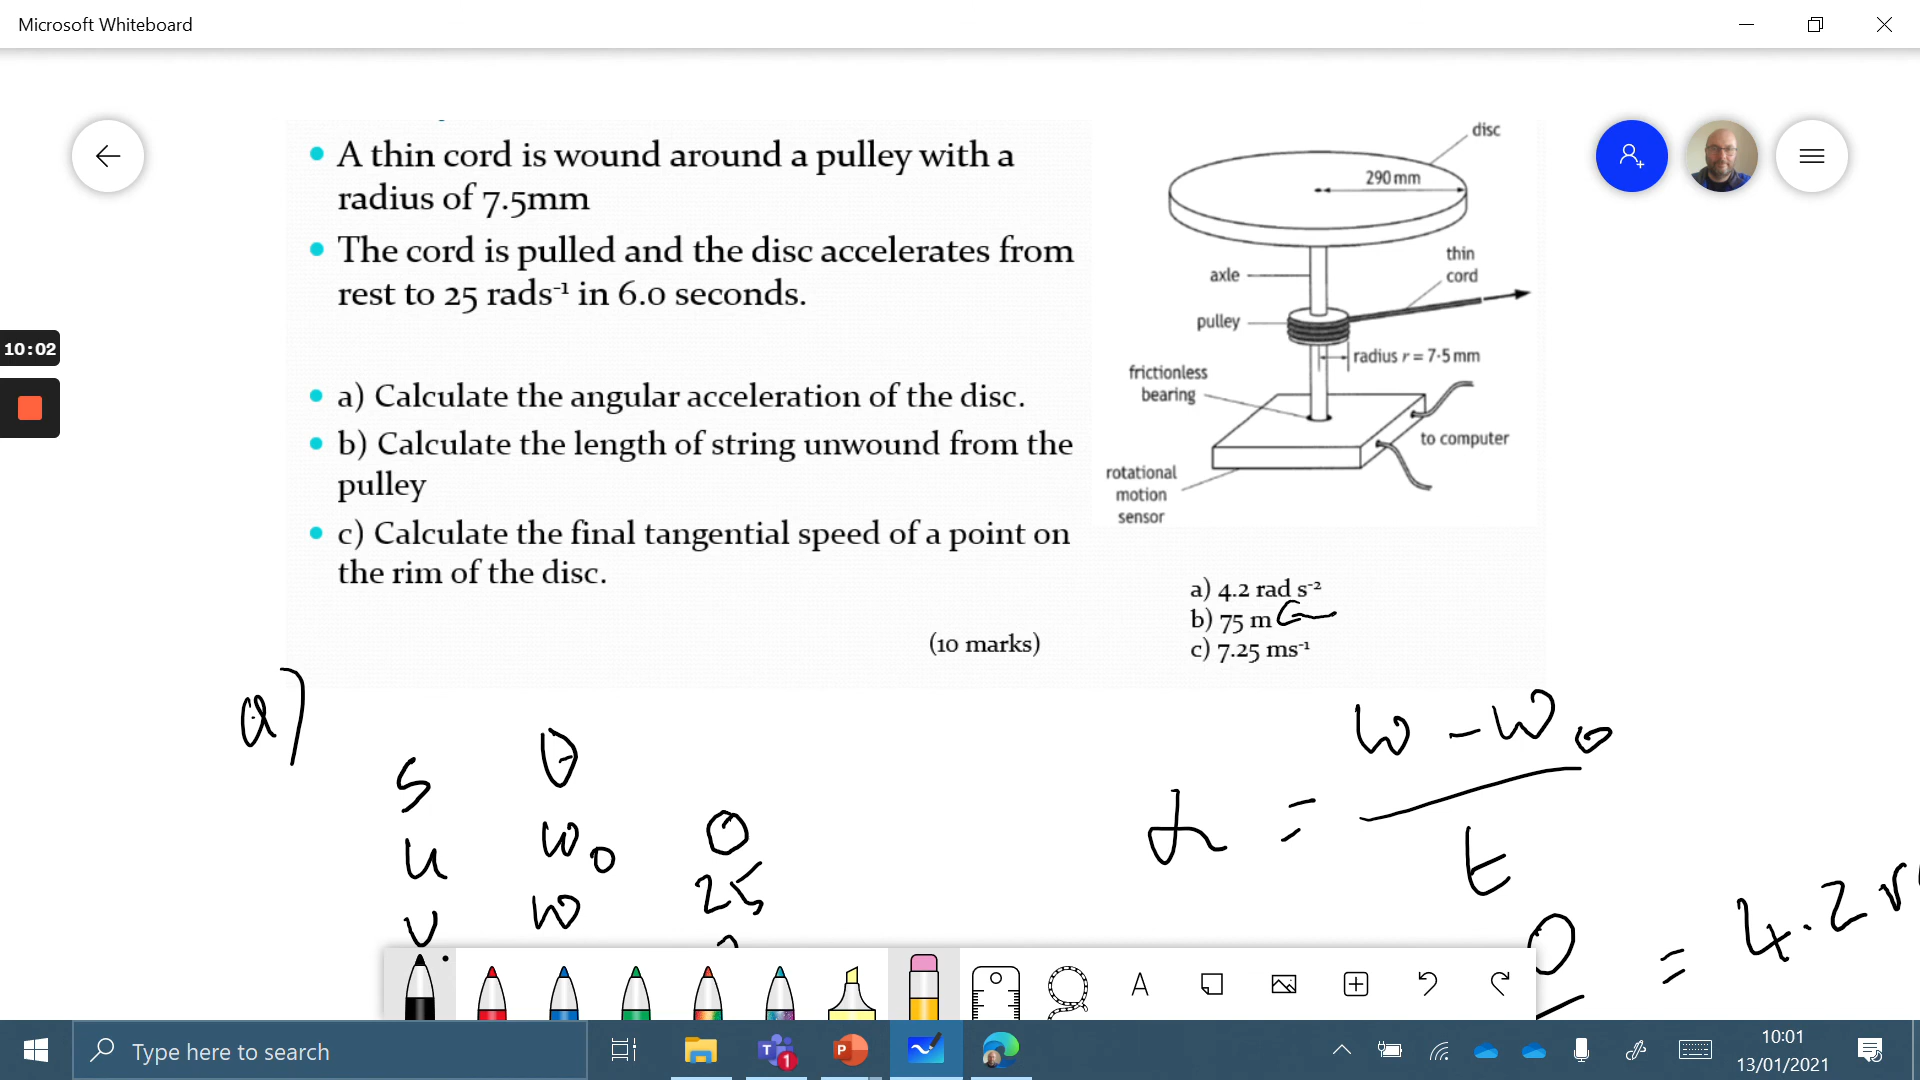 Microsoft Whiteboard
A thin cord is wound around a pulley with a
radius of 7.5mm
The cord is pulled and the disc accelerates from
rest to 25 rads⁻¹ in 6.0 seconds.
a) Calculate the angular acceleration of the disc.
b) Calculate the length of string unwound from the
pulley
c) Calculate the final tangential speed of a point on
the rim of the disc.
(10 marks)
disc
290 mm
thin
cord
axle
pulley
radius r = 7·5 mm
frictionless
bearing
to computer
rotational
motion
sensor
a) 4.2 rad s⁻²
b) 75 m
c) 7.25 ms⁻¹
10:02
a)
s θ
u ω₀ 0
v ω 25
α = ω - ω₀
t
0 = 4.2 r
A
T 1
P
Type here to search
10:01
13/01/2021